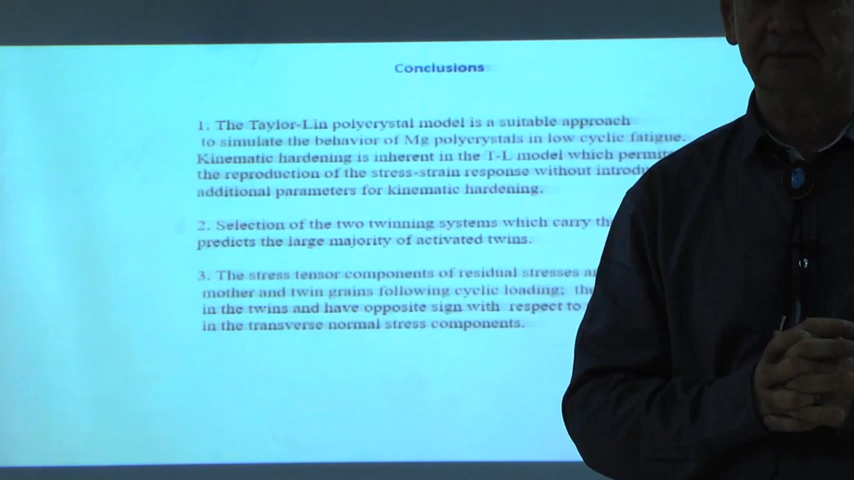 Conclusions
1. The Taylor-Lin polycrystal model is a suitable approach
to simulate the behavior of Mg polycrystals in low cyclic fatigue.
Kinematic hardening is inherent in the T-L model which permits
the reproduction of the stress-strain response without introdu
additional parameters for kinematic hardening.
2. Selection of the two twinning systems which carry th
predicts the large majority of activated twins.
3. The stress tensor components of residual stresses a
mother and twin grains following cyclic loading; the
in the twins and have opposite sign with respect to
in the transverse normal stress components.